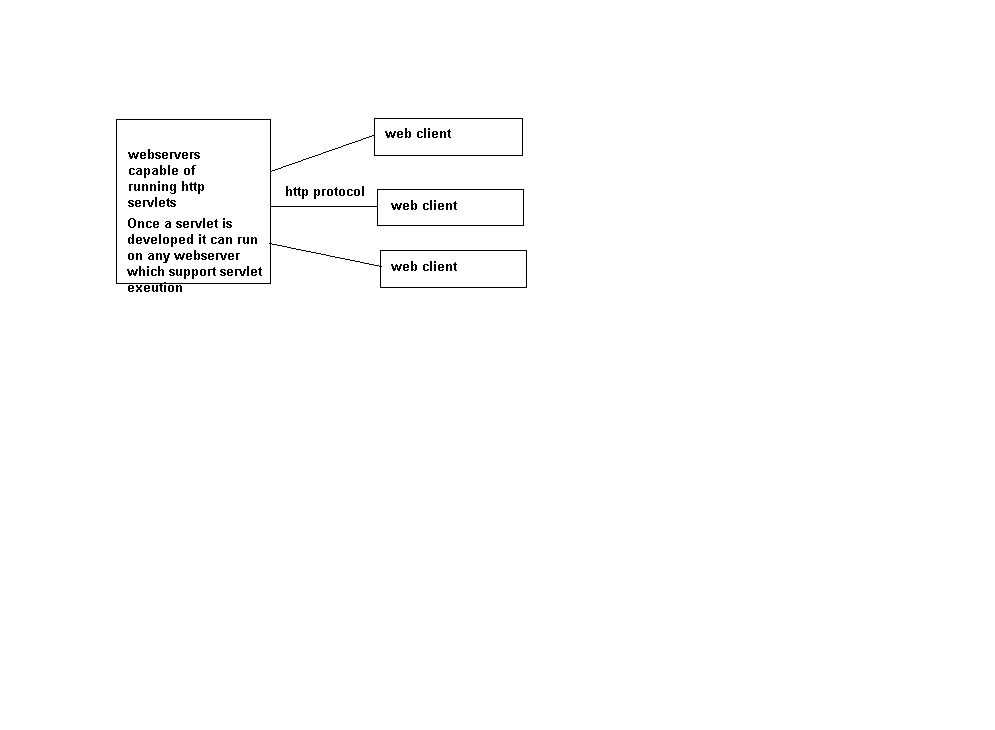 webservers
capable of
running http
servlets
Once a servlet is
developed it can run
on any webserver
which support servlet
exeution
http protocol
web client
web client
web client